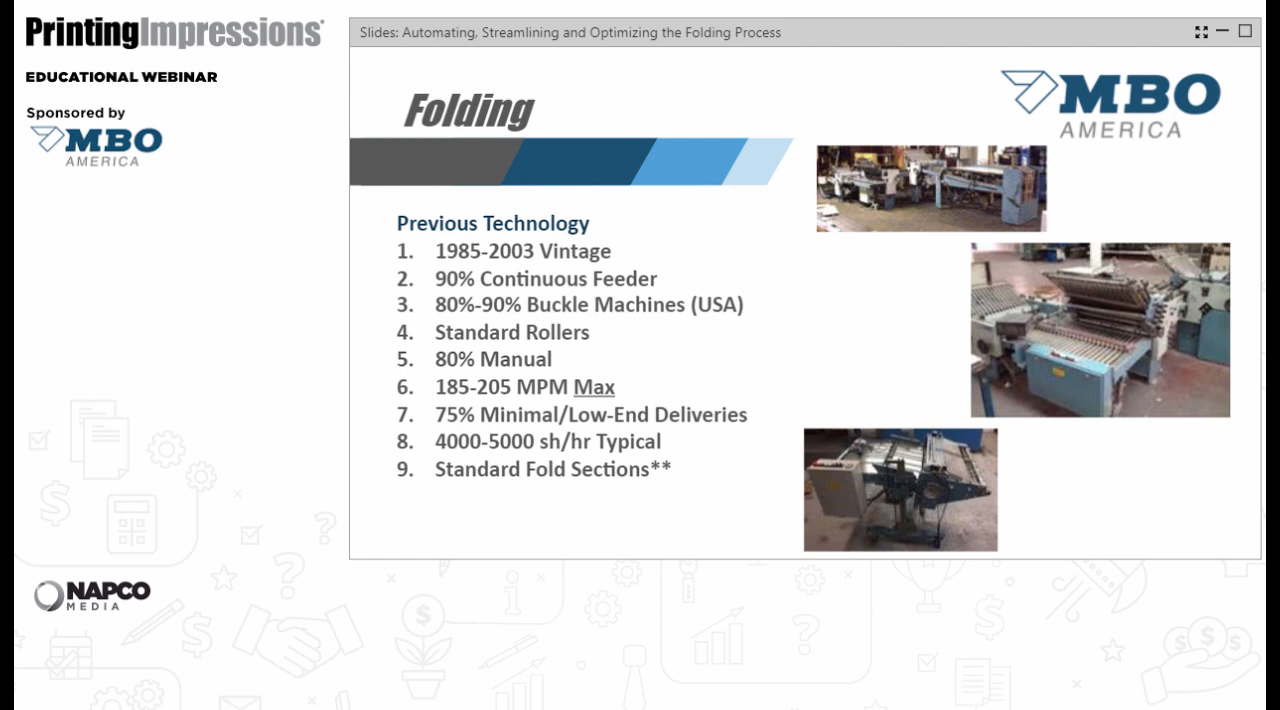 PrintingImpressions®
EDUCATIONAL WEBINAR
Sponsored by
MBO
AMERICA
Slides: Automating, Streamlining and Optimizing the Folding Process
Folding
MBO
AMERICA
Previous Technology
1. 1985-2003 Vintage
2. 90% Continuous Feeder
3. 80%-90% Buckle Machines (USA)
4. Standard Rollers
5. 80% Manual
6. 185-205 MPM Max
7. 75% Minimal/Low-End Deliveries
8. 4000-5000 sh/hr Typical
9. Standard Fold Sections**
NAPCO
MEDIA